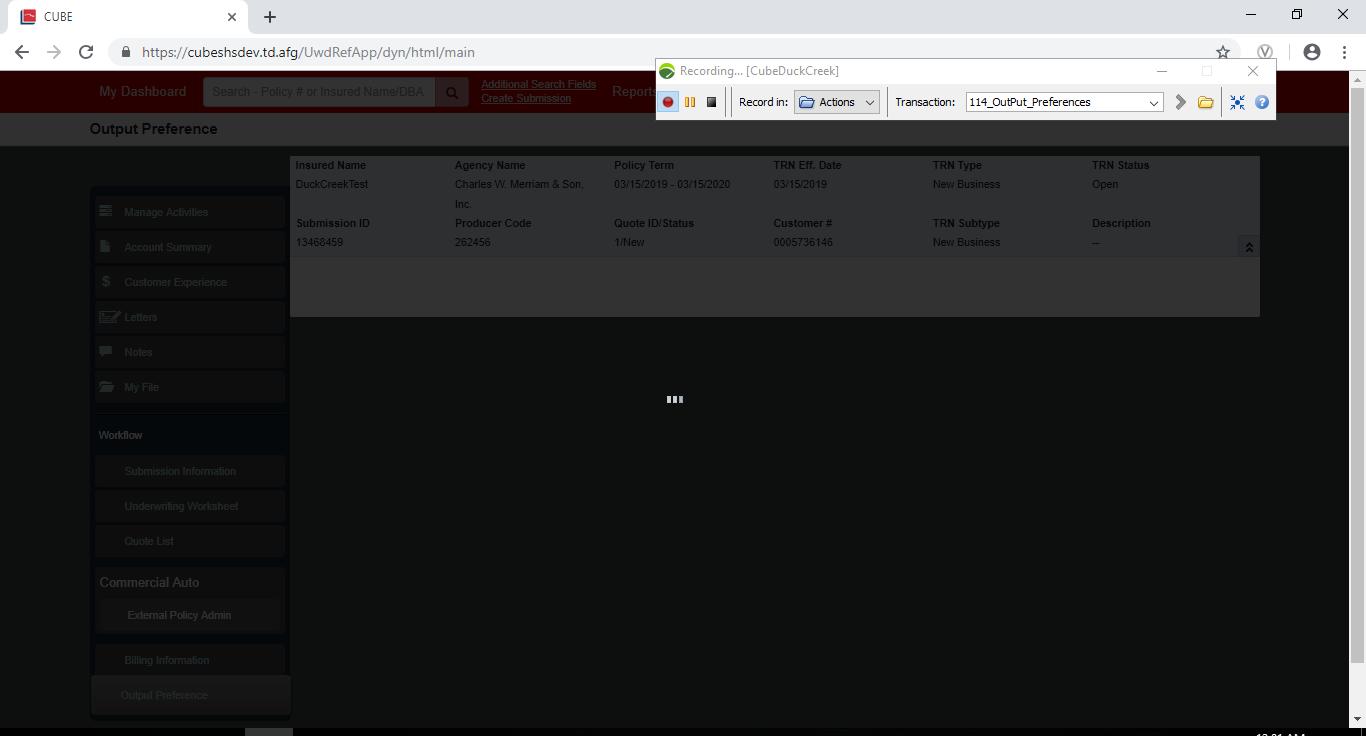 CUBE
https://cubeshsdev.td.afg/UwdRefApp/dyn/html/main
Recording... [CubeDuckCreek]
Record in: Actions Transaction: 114_OutPut_Preferences
My Dashboard Search - Policy # or Insured Name/DBA Additional Search Fields Reports
Create Submission
Output Preference
Insured Name Agency Name Policy Term TRN Eff. Date TRN Type TRN Status
DuckCreekTest Charles W. Merriam & Son, 03/15/2019 - 03/15/2020 03/15/2019 New Business Open
Inc.
Submission ID Producer Code Quote ID/Status Customer # TRN Subtype Description
13468459 262456 1/New 0005736146 New Business --
Manage Activities
Account Summary
$ Customer Experience
Letters
Notes
My File
Workflow
Submission Information
Underwriting Worksheet
Quote List
Commercial Auto
External Policy Admin
Billing Information
Output Preference